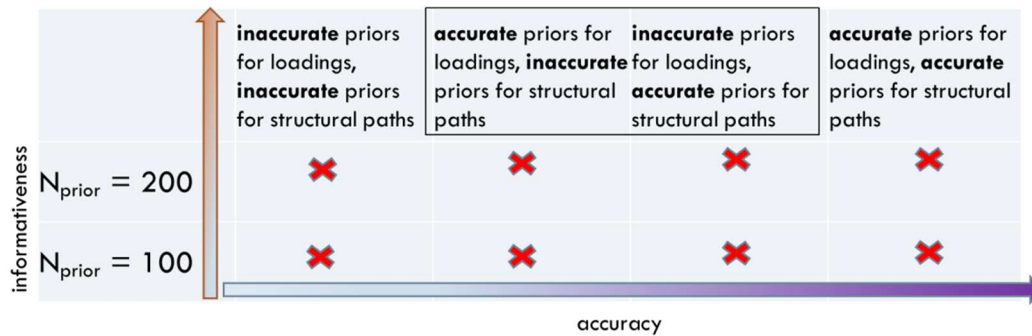 inaccurate priors
for loadings,
inaccurate priors
for structural paths
accurate priors for
loadings, inaccurate
priors for structural
paths
inaccurate priors
for loadings,
accurate priors for
structural paths
accurate priors for
loadings, accurate
priors for structural
paths
informativeness
Nprior = 200
Nprior = 100
accuracy